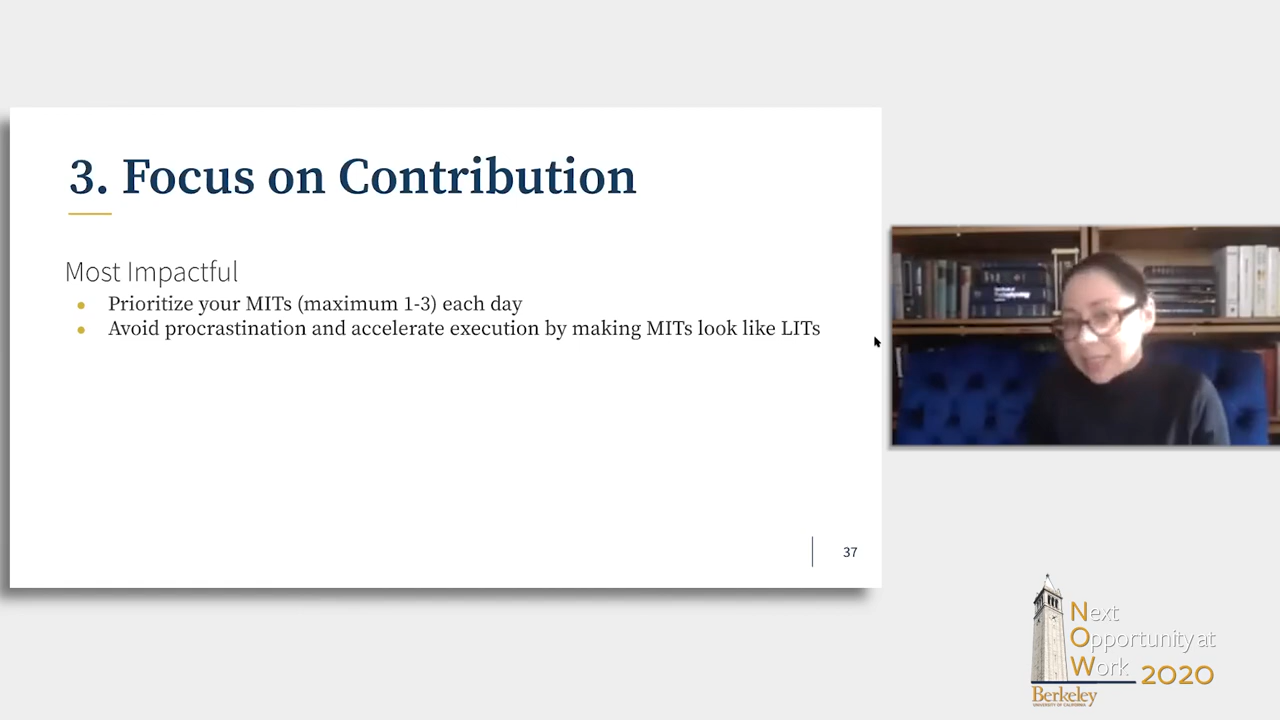 3. Focus on Contribution
Most Impactful
Prioritize your MITs (maximum 1-3) each day
Avoid procrastination and accelerate execution by making MITs look like LITs
37
Next
Opportunity at
Work 2020
Berkeley
UNIVERSITY OF CALIFORNIA